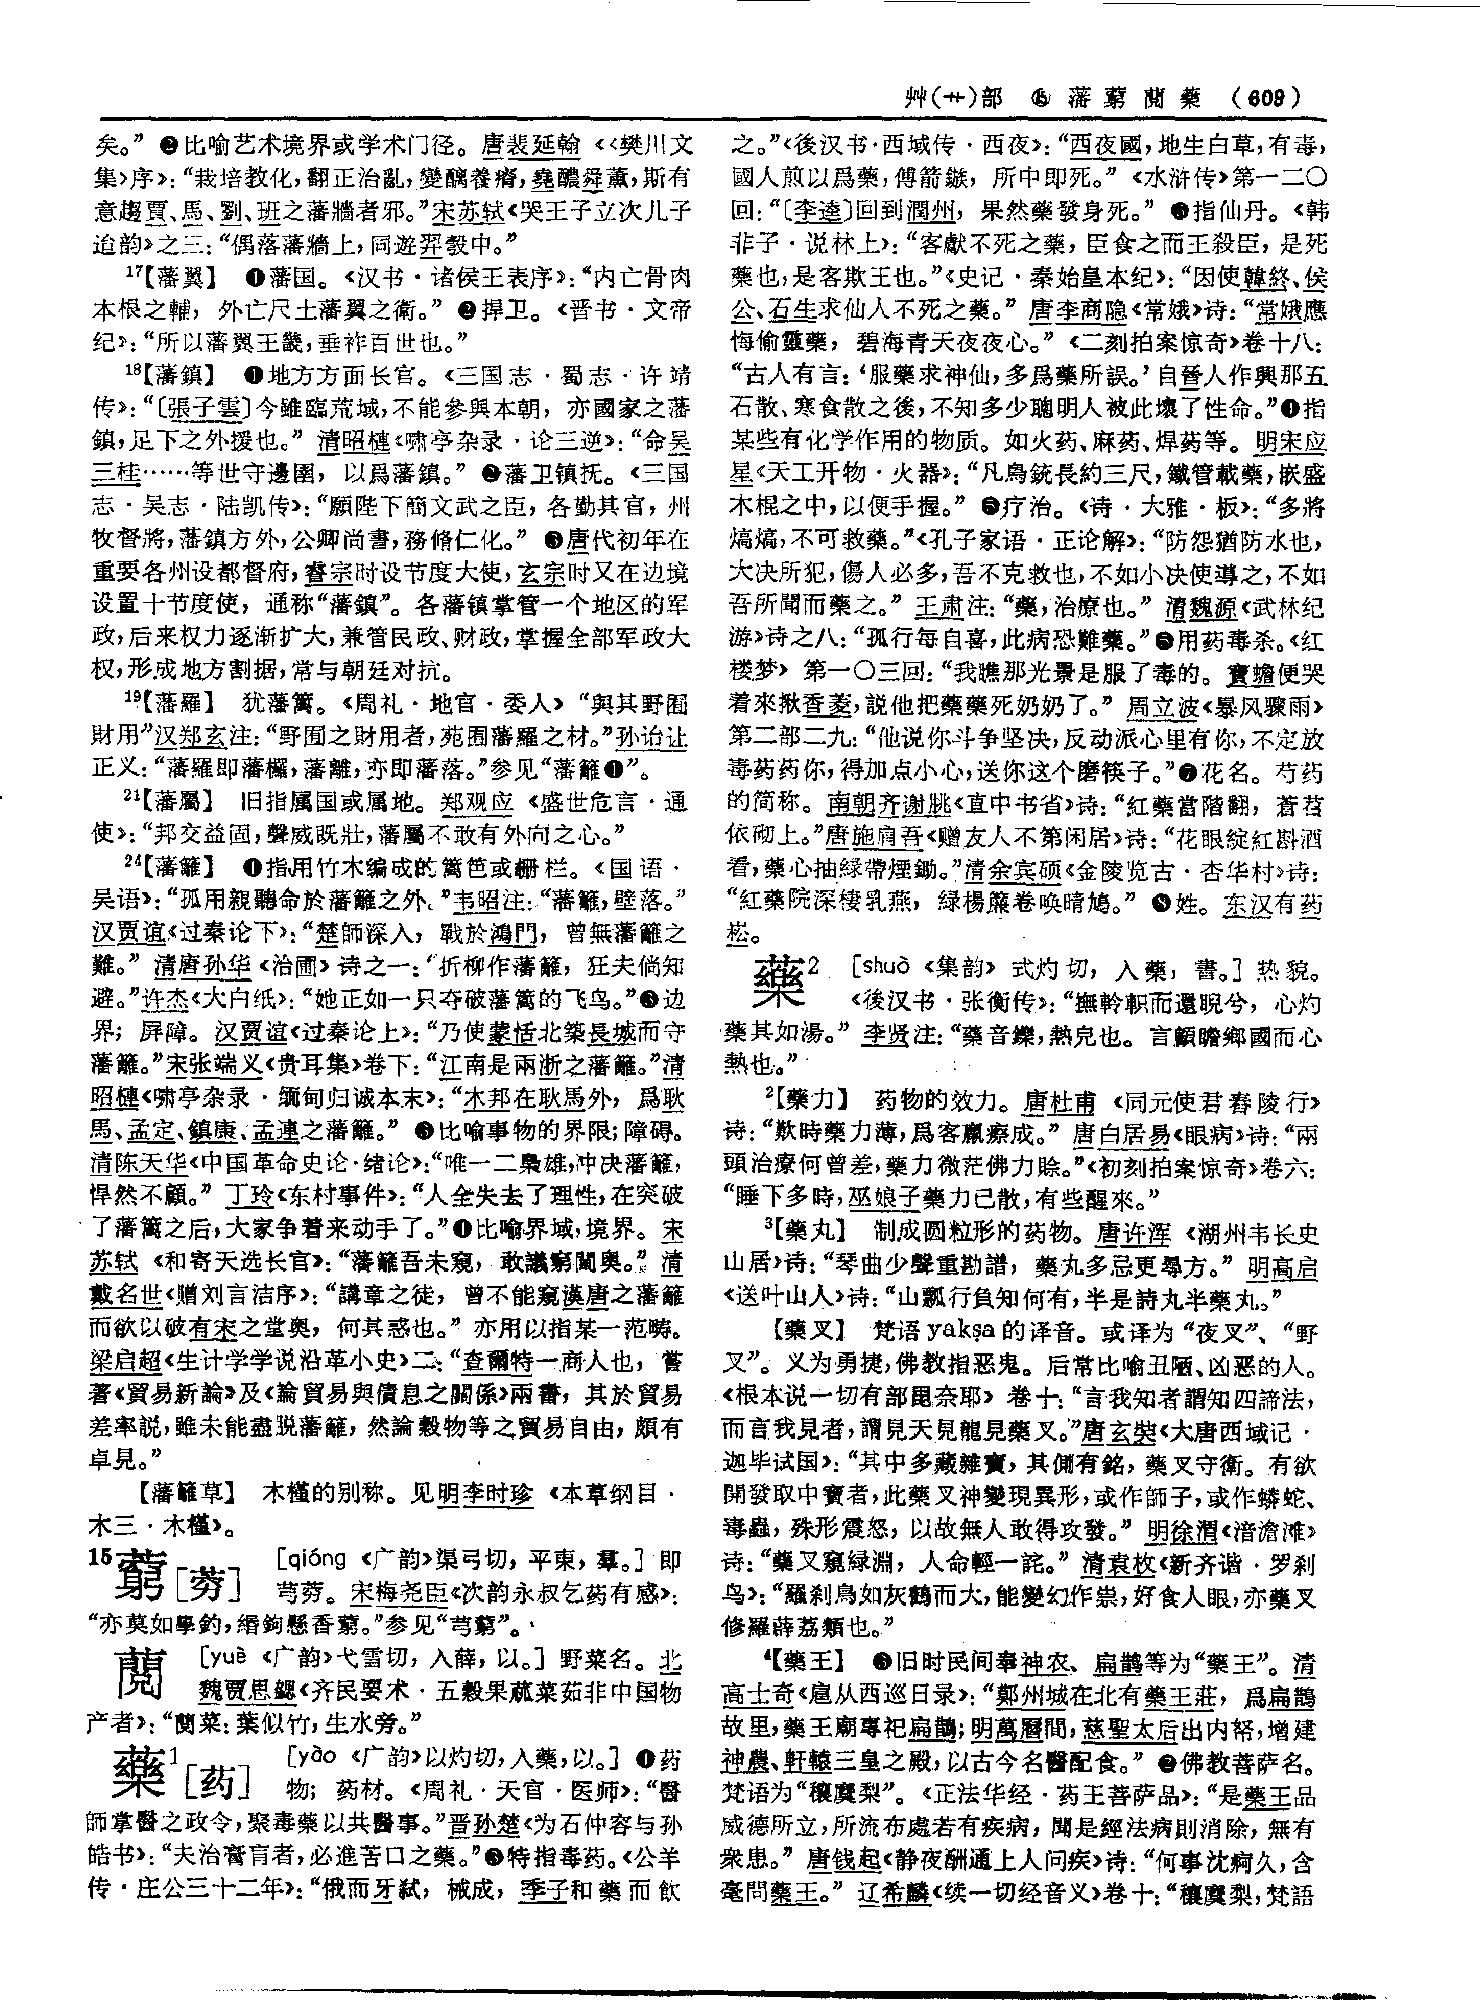 艸(艹)部 ⑮ 藩藭䕎藥 (609)
矣。”❷比喻艺术境界或学术门径。唐裴延翰《<樊川文
集>序》：“栽培教化，翻正治亂，變醨養瘠，堯醲舜薰，斯有
意趨賈、馬、劉、班之藩牆者邪。”宋苏轼《哭王子立次儿子
迨韵》之三：“偶落藩牆上，同遊羿彀中。”
17【藩翼】 ❶藩国。《汉书·诸侯王表序》：“内亡骨肉
本根之輔，外亡尺土藩翼之衛。”❷捍卫。《晋书·文帝
纪》：“所以藩翼王畿，垂祚百世也。”
18【藩鎮】 ❶地方方面长官。《三国志·蜀志·许靖
传》：“〔張子雲〕今雖臨荒域，不能參與本朝，亦國家之藩
鎮，足下之外援也。”清昭槤《啸亭杂录·论三逆》：“命吴
三桂……等世守邊圉，以爲藩鎮。”❷藩卫镇抚。《三国
志·吴志·陆凯传》：“願陛下簡文武之臣，各勤其官，州
牧督將，藩鎮方外，公卿尚書，務脩仁化。”❸唐代初年在
重要各州设都督府，睿宗时设节度大使，玄宗时又在边境
设置十节度使，通称“藩鎮”。各藩镇掌管一个地区的军
政，后来权力逐渐扩大，兼管民政、财政，掌握全部军政大
权，形成地方割据，常与朝廷对抗。
19【藩羅】 犹藩篱。《周礼·地官·委人》“與其野囿
財用”汉郑玄注：“野囿之財用者，苑囿藩羅之材。”孙诒让
正义：“藩羅即藩欏，藩離，亦即藩落。”参见“藩籬❶”。
21【藩屬】 旧指属国或属地。郑观应《盛世危言·通
使》：“邦交益固，聲威既壯，藩屬不敢有外向之心。”
24【藩籬】 ❶指用竹木编成的篱笆或栅栏。《国语·
吴语》：“孤用親聽命於藩籬之外。”韦昭注：“藩籬，壁落。”
汉贾谊《过秦论下》：“楚師深入，戰於鴻門，曾無藩籬之
難。”清唐孙华《治圃》诗之一：“折柳作藩籬，狂夫倘知
避。”许杰《大白纸》：“她正如一只夺破藩篱的飞鸟。”❷边
界；屏障。汉贾谊《过秦论上》：“乃使蒙恬北築長城而守
藩籬。”宋张端义《贵耳集》卷下：“江南是兩浙之藩籬。”清
昭槤《啸亭杂录·缅甸归诚本末》：“木邦在耿馬外，爲耿
馬、孟定、鎮康、孟連之藩籬。”❸比喻事物的界限；障碍。
清陈天华《中国革命史论·绪论》：“唯一二梟雄，冲决藩籬，
悍然不顧。”丁玲《东村事件》：“人全失去了理性，在突破
了藩篱之后，大家争着来动手了。”❹比喻界域，境界。宋
苏轼《和寄天选长官》：“藩籬吾未窺，敢議窮閫奥。”清
戴名世《赠刘言洁序》：“講章之徒，曾不能窺漢唐之藩籬
而欲以破有宋之堂奥，何其惑也。”亦用以指某一范畴。
梁启超《生计学学说沿革小史》二：“查爾特一商人也，嘗
著《貿易新論》及《論貿易與債息之關係》兩書，其於貿易
差率説，雖未能盡脱藩籬，然論穀物等之貿易自由，頗有
卓見。”
【藩籬草】 木槿的别称。见明李时珍《本草纲目·
木三·木槿》。
15藭［䓖］ ［qióng《广韵》渠弓切，平東，羣。］即
芎䓖。宋梅尧臣《次韵永叔乞药有感》：
“亦莫如學釣，緡鉤懸香藭。”参见“芎藭”。
䕎 ［yuè《广韵》弋雪切，入薛，以。］野菜名。北
魏贾思勰《齐民要术·五穀果蓏菜茹非中国物
产者》：“䕎菜：葉似竹，生水旁。”
藥1［药］ ［yào《广韵》以灼切，入藥，以。］❶药
物；药材。《周礼·天官·医师》：“醫
師掌醫之政令，聚毒藥以共醫事。”晋孙楚《为石仲容与孙
皓书》：“夫治膏肓者，必進苦口之藥。”❷特指毒药。《公羊
传·庄公三十二年》：“俄而牙弒，械成，季子和藥而飲
之。”《後汉书·西域传·西夜》：“西夜國，地生白草，有毒，
國人煎以爲藥，傅箭鏃，所中即死。”《水浒传》第一二〇
回：“〔李逵〕回到潤州，果然藥發身死。”❸指仙丹。《韩
非子·说林上》：“客獻不死之藥，臣食之而王殺臣，是死
藥也，是客欺王也。”《史记·秦始皇本纪》：“因使韓終、侯
公、石生求仙人不死之藥。”唐李商隐《常娥》诗：“常娥應
悔偷靈藥，碧海青天夜夜心。”《二刻拍案惊奇》卷十八：
“古人有言：‘服藥求神仙，多爲藥所誤。’自晉人作興那五
石散、寒食散之後，不知多少聰明人被此壞了性命。”❹指
某些有化学作用的物质。如火药、麻药、焊药等。明宋应
星《天工开物·火器》：“凡鳥銃長約三尺，鐵管載藥，嵌盛
木棍之中，以便手握。”❺疗治。《诗·大雅·板》：“多將
熇熇，不可救藥。”《孔子家语·正论解》：“防怨猶防水也，
大决所犯，傷人必多，吾不克救也，不如小决使導之，不如
吾所聞而藥之。”王肃注：“藥，治療也。”清魏源《武林纪
游》诗之八：“孤行每自喜，此病恐難藥。”❻用药毒杀。《红
楼梦》第一〇三回：“我瞧那光景是服了毒的。寶蟾便哭
着來揪香菱，説他把藥藥死奶奶了。”周立波《暴风骤雨》
第二部二九：“他说你斗争坚决，反动派心里有你，不定放
毒药药你，得加点小心，送你这个磨筷子。”❼花名。芍药
的简称。南朝齐谢朓《直中书省》诗：“紅藥當階翻，蒼苔
依砌上。”唐施肩吾《赠友人不第闲居》诗：“花眼綻紅斟酒
看，藥心抽緑帶煙鋤。”清余宾硕《金陵览古·杏华村》诗：
“紅藥院深棲乳燕，緑楊簾卷唤晴鳩。”❽姓。东汉有药
崧。
藥2 ［shuò《集韵》式灼切，入藥，書。］热貌。
《後汉书·张衡传》：“撫軨軹而還睨兮，心灼
藥其如湯。”李贤注：“藥音鑠，熱皃也。言顧瞻鄉國而心
熱也。”
2【藥力】 药物的效力。唐杜甫《同元使君舂陵行》
诗：“歎時藥力薄，爲客羸瘵成。”唐白居易《眼病》诗：“兩
頭治療何曾差，藥力微茫佛力賒。”《初刻拍案惊奇》卷六：
“睡下多時，巫娘子藥力已散，有些醒來。”
3【藥丸】 制成圆粒形的药物。唐许浑《湖州韦长史
山居》诗：“琴曲少聲重勘譜，藥丸多忌更尋方。”明高启
《送叶山人》诗：“山瓢行負知何有，半是詩丸半藥丸。”
【藥叉】 梵语yakṣa的译音。或译为“夜叉”、“野
叉”。义为勇捷，佛教指恶鬼。后常比喻丑陋、凶恶的人。
《根本说一切有部毘奈耶》卷十：“言我知者謂知四諦法，
而言我見者，謂見天見龍見藥叉。”唐玄奘《大唐西域记·
迦毕试国》：“其中多藏雜寶，其側有銘，藥叉守衛。有欲
開發取中寶者，此藥叉神變現異形，或作師子，或作蟒蛇、
毒蟲，殊形震怒，以故無人敢得攻發。”明徐渭《涪澹滩》
诗：“藥叉窺緑淵，人命輕一詫。”清袁枚《新齐谐·罗刹
鸟》：“羅刹鳥如灰鶴而大，能變幻作祟，好食人眼，亦藥叉
修羅薜荔類也。”
4【藥王】 ❶旧时民间奉神农、扁鹊等为“藥王”。清
高士奇《扈从西巡日录》：“鄚州城在北有藥王莊，爲扁鵲
故里，藥王廟專祀扁鵲；明萬曆間，慈聖太后出内帑，增建
神農、軒轅三皇之殿，以古今名醫配食。”❷佛教菩萨名。
梵语为“穰麌梨”。《正法华经·药王菩萨品》：“是藥王品
威德所立，所流布處若有疾病，聞是經法病則消除，無有
衆患。”唐钱起《静夜酬通上人问疾》诗：“何事沈痾久，含
毫問藥王。”辽希麟《续一切经音义》卷十：“穰麌梨，梵語